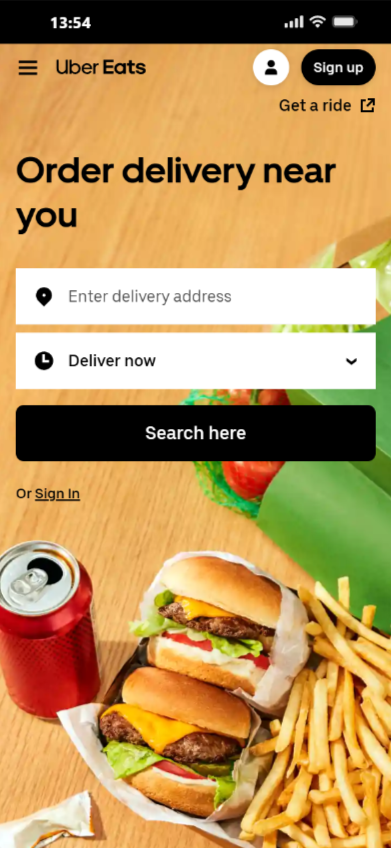 13:54
Uber Eats
Sign up
Get a ride
Order delivery near
you
Enter delivery address
Deliver now
Search here
Or Sign In